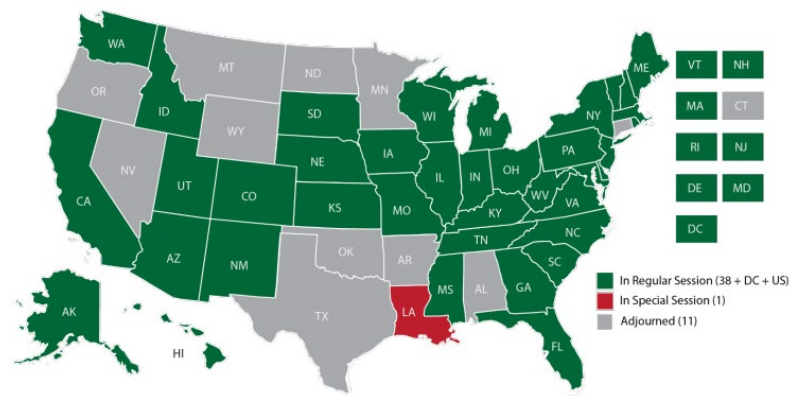 WA
MT
ND
MN
ME
VT
NH
OR
ID
SD
WI
MI
NY
MA
CT
WY
NE
IA
PA
RI
NJ
NV
UT
CO
IL
IN
OH
WV
VA
DE
MD
CA
KS
MO
KY
NC
DC
AZ
NM
OK
AR
TN
SC
MS
AL
GA
TX
LA
FL
AK
HI
In Regular Session (38 + DC + US)
In Special Session (1)
Adjourned (11)